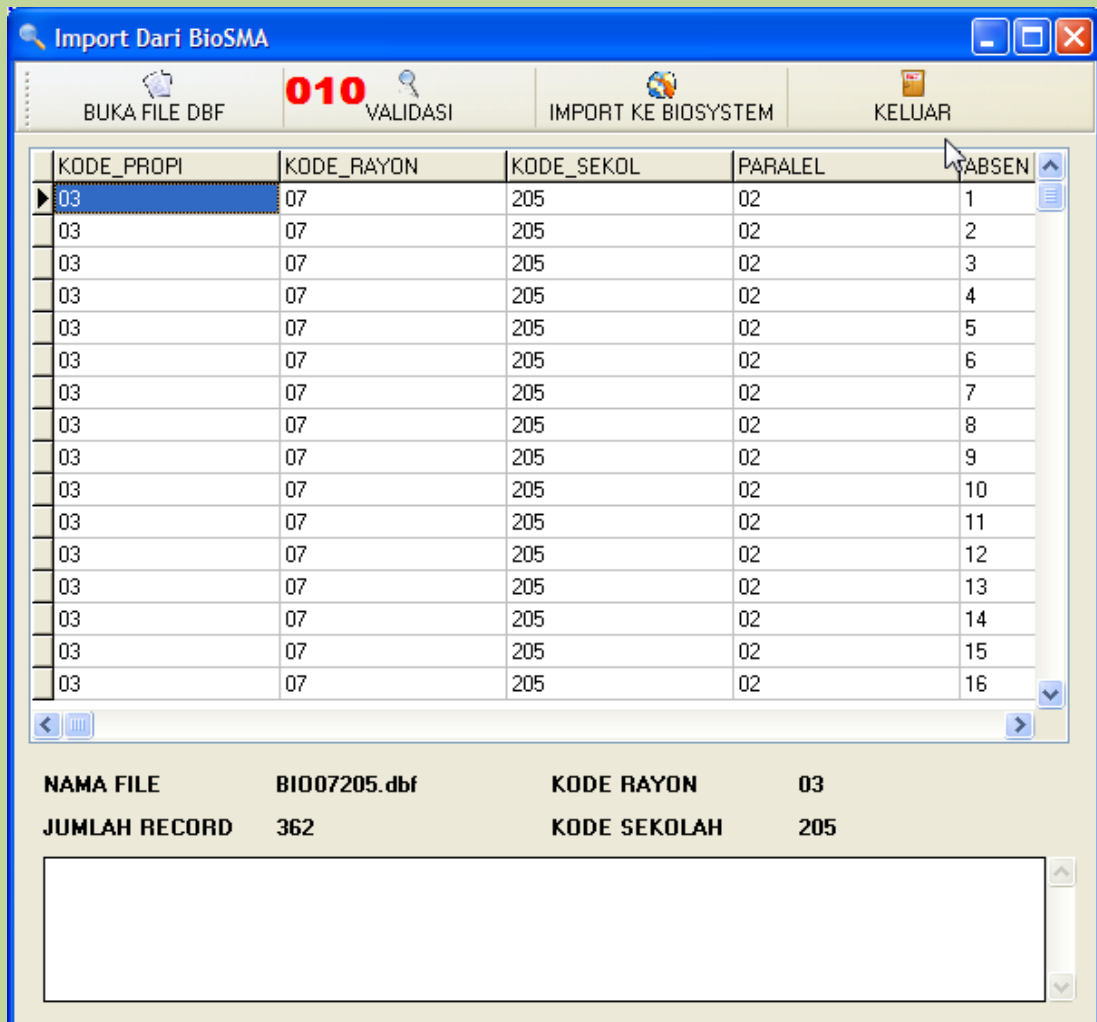 Import Dari BioSMA
010
BUKA FILE DBF VALIDASI IMPORT KE BIOSYSTEM KELUAR
KODE_PROPI KODE_RAYON KODE_SEKOL PARALEL ABSEN
03 07 205 02 1
03 07 205 02 2
03 07 205 02 3
03 07 205 02 4
03 07 205 02 5
03 07 205 02 6
03 07 205 02 7
03 07 205 02 8
03 07 205 02 9
03 07 205 02 10
03 07 205 02 11
03 07 205 02 12
03 07 205 02 13
03 07 205 02 14
03 07 205 02 15
03 07 205 02 16
NAMA FILE BIO07205.dbf KODE RAYON 03
JUMLAH RECORD 362 KODE SEKOLAH 205